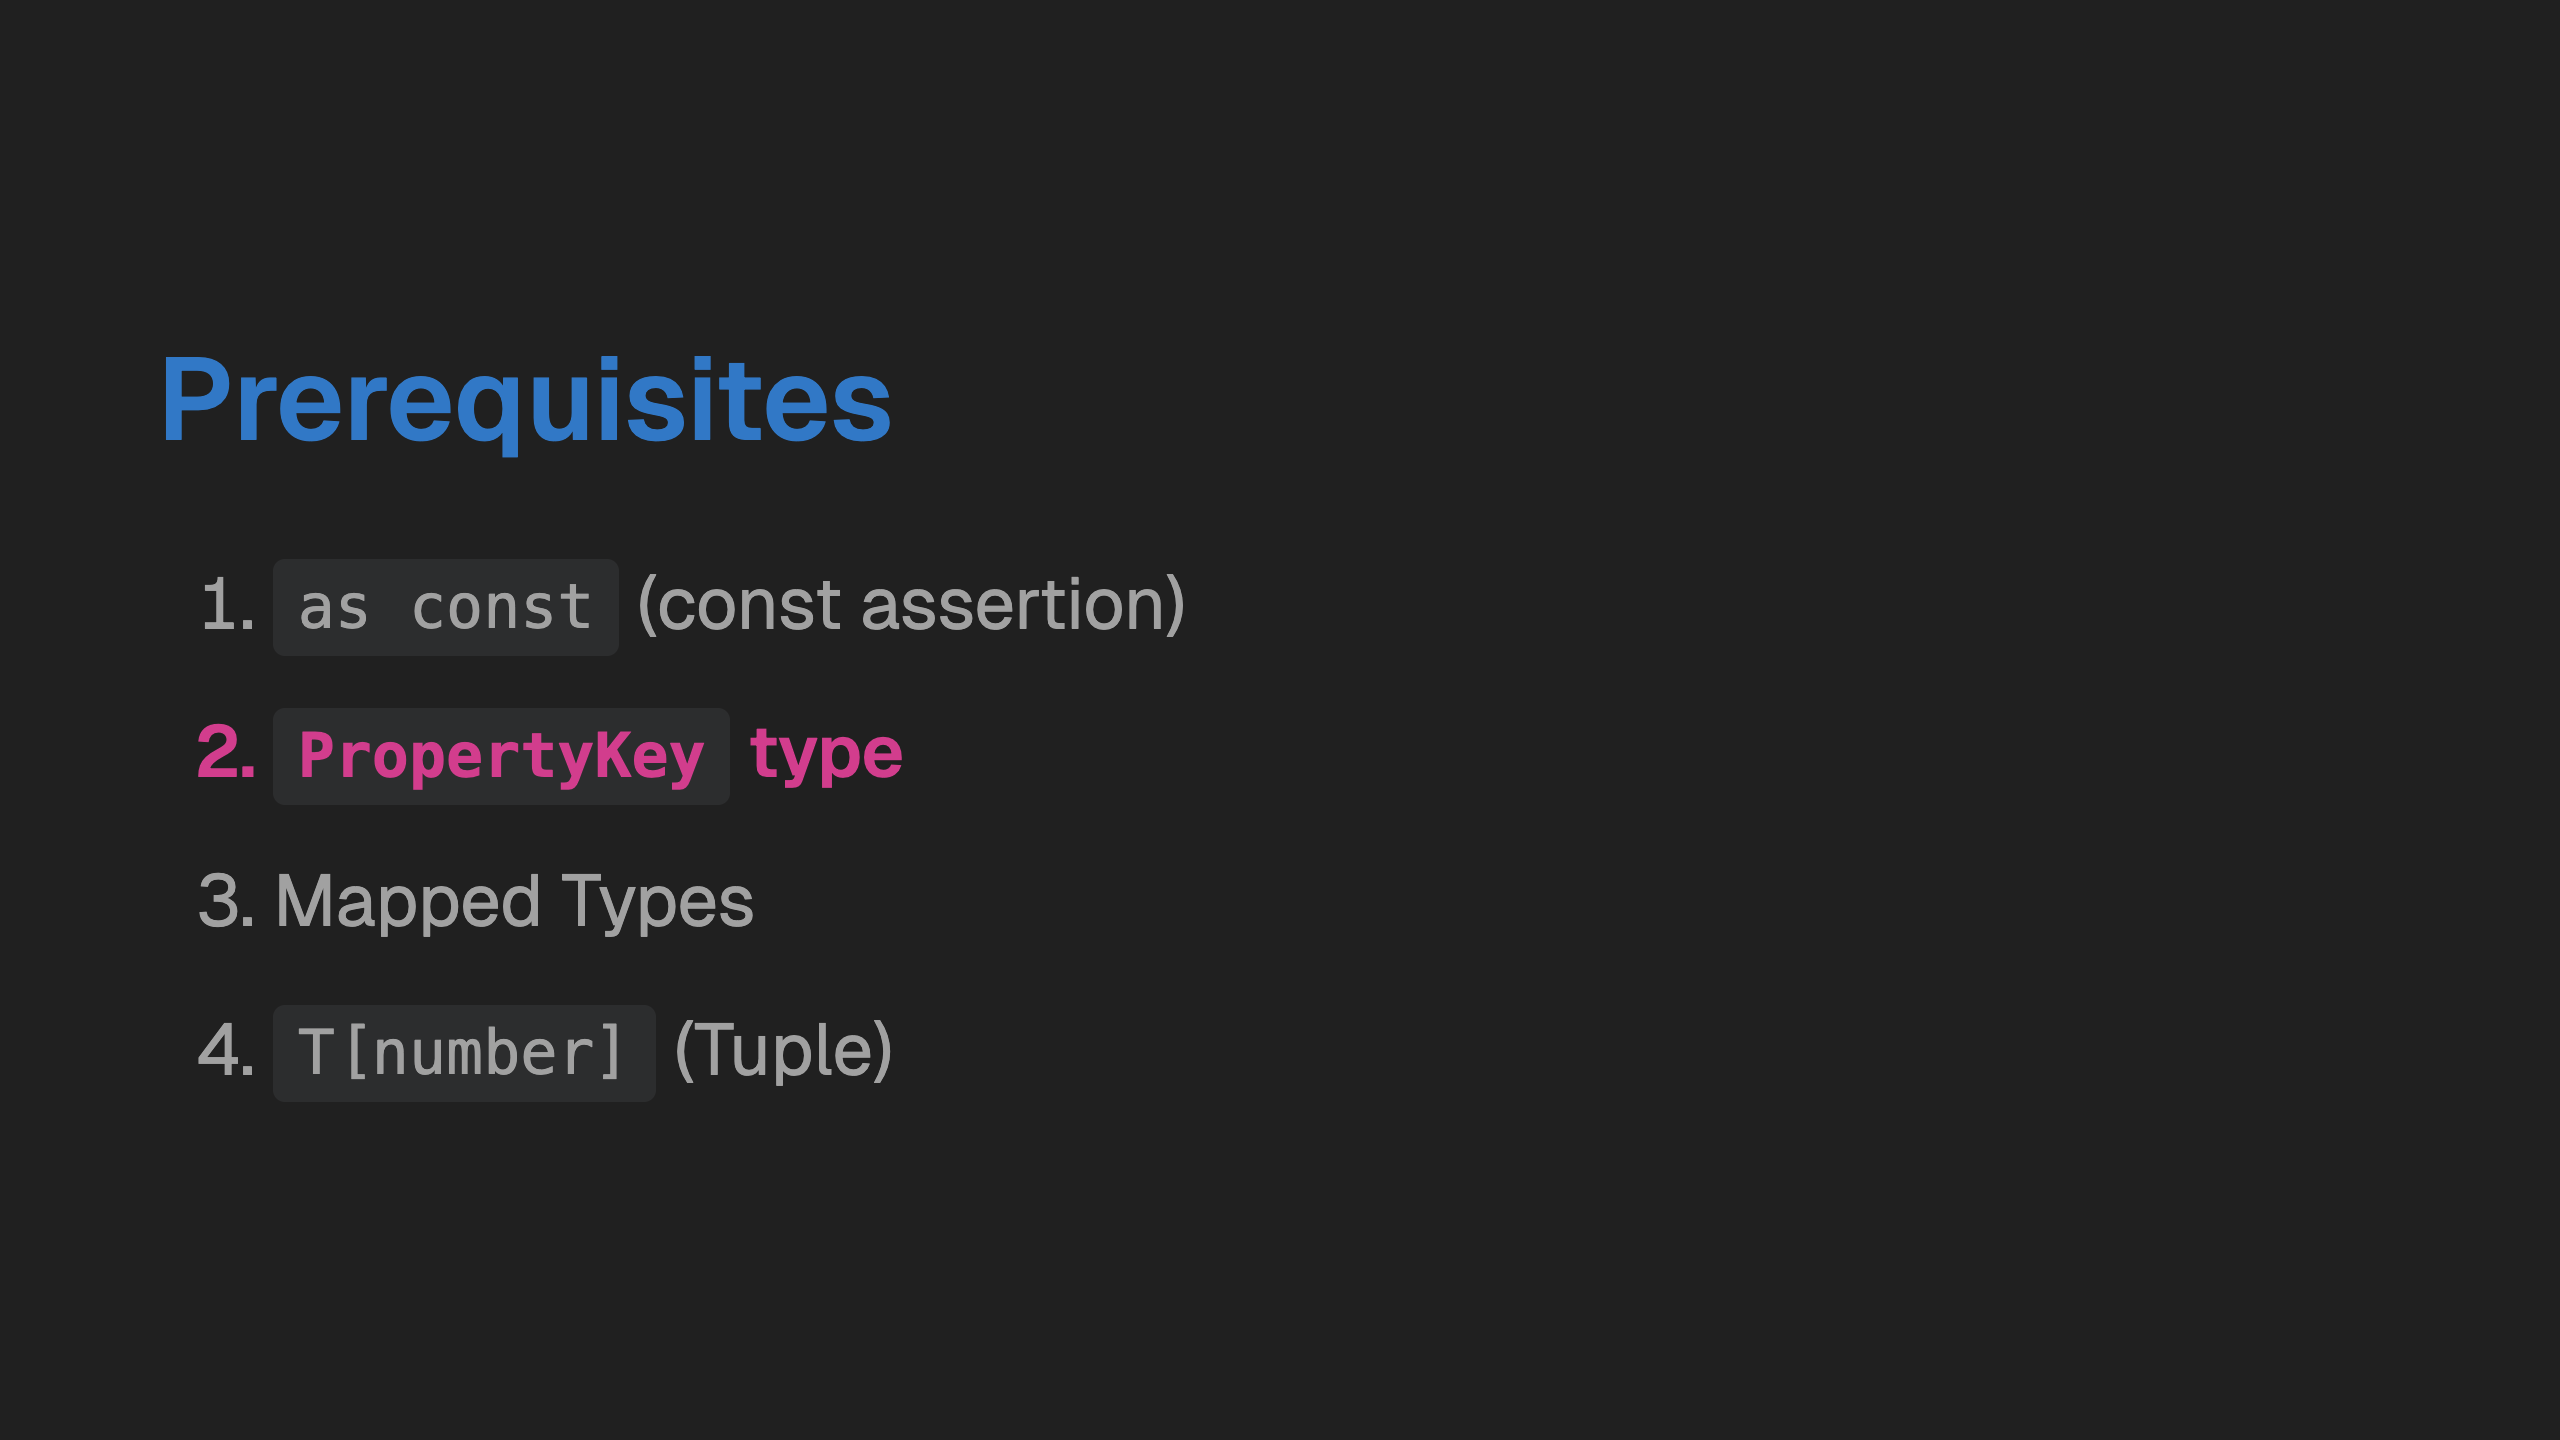 Prerequisites
1. as const (const assertion)
2. PropertyKey type
3. Mapped Types
4. T[number] (Tuple)